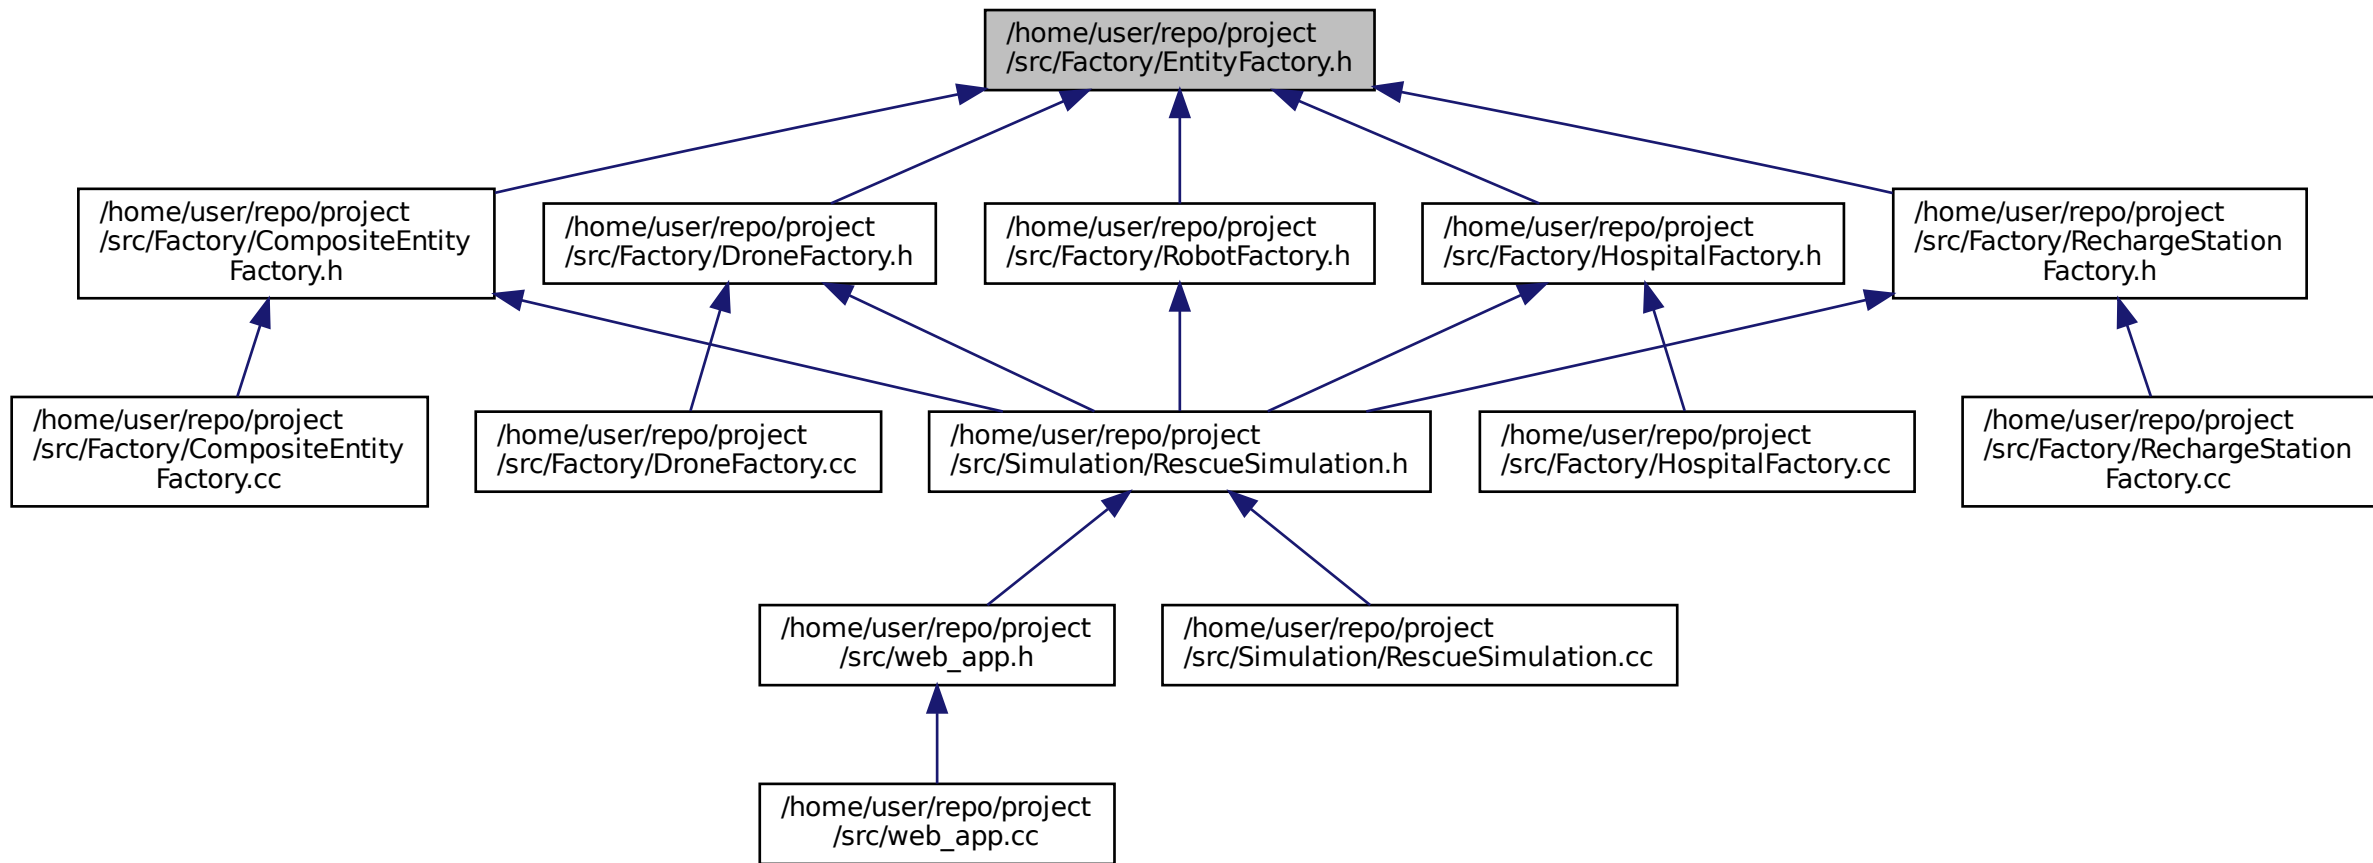 /home/user/repo/project
/src/Factory/EntityFactory.h
/home/user/repo/project
/src/Factory/CompositeEntity
Factory.h
/home/user/repo/project
/src/Factory/DroneFactory.h
/home/user/repo/project
/src/Factory/RobotFactory.h
/home/user/repo/project
/src/Factory/HospitalFactory.h
/home/user/repo/project
/src/Factory/RechargeStation
Factory.h
/home/user/repo/project
/src/Factory/CompositeEntity
Factory.cc
/home/user/repo/project
/src/Factory/DroneFactory.cc
/home/user/repo/project
/src/Simulation/RescueSimulation.h
/home/user/repo/project
/src/Factory/HospitalFactory.cc
/home/user/repo/project
/src/Factory/RechargeStation
Factory.cc
/home/user/repo/project
/src/web_app.h
/home/user/repo/project
/src/Simulation/RescueSimulation.cc
/home/user/repo/project
/src/web_app.cc